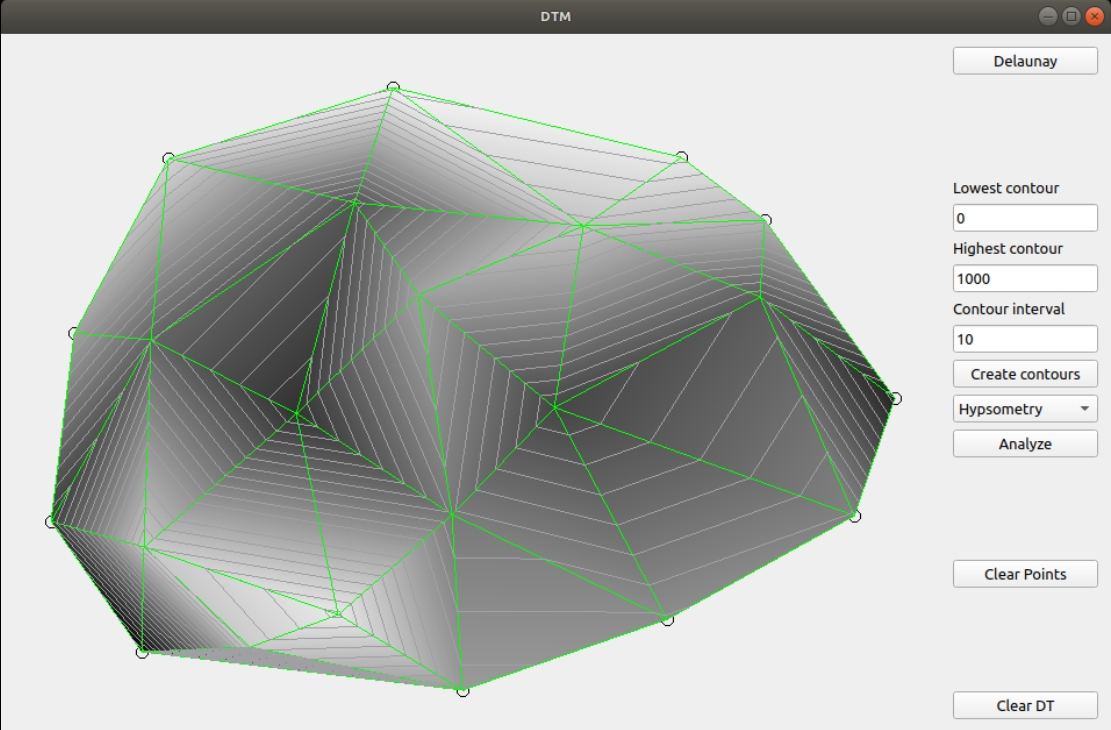 DTM
Delaunay
Lowest contour
0
Highest contour
1000
Contour interval
10
Create contours
Hypsometry
Analyze
Clear Points
Clear DT